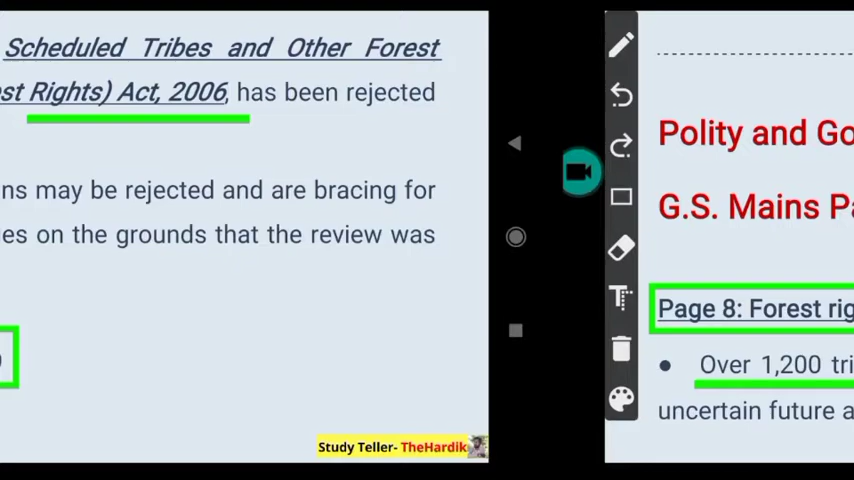 Scheduled Tribes and Other Forest
st Rights) Act, 2006, has been rejected
ns may be rejected and are bracing for
es on the grounds that the review was
Study Teller- TheHardik
Polity and Go
G.S. Mains Pa
Page 8: Forest rig
Over 1,200 tri
uncertain future a